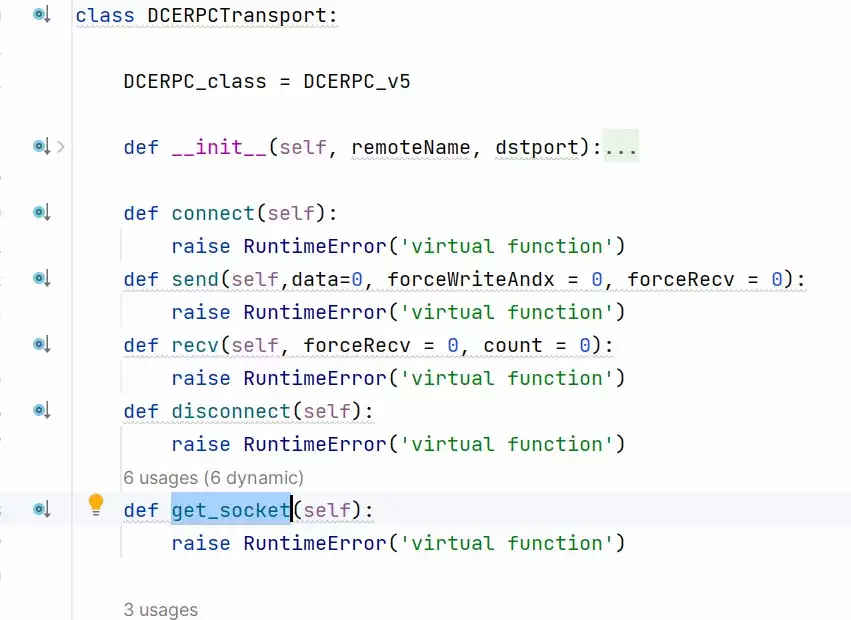 class DCERPCTransport:
DCERPC_class = DCERPC_v5
def __init__(self, remoteName, dstport):...
def connect(self):
raise RuntimeError('virtual function')
def send(self,data=0, forceWriteAndx = 0, forceRecv = 0):
raise RuntimeError('virtual function')
def recv(self, forceRecv = 0, count = 0):
raise RuntimeError('virtual function')
def disconnect(self):
raise RuntimeError('virtual function')
6 usages (6 dynamic)
def get_socket(self):
raise RuntimeError('virtual function')
3 usages